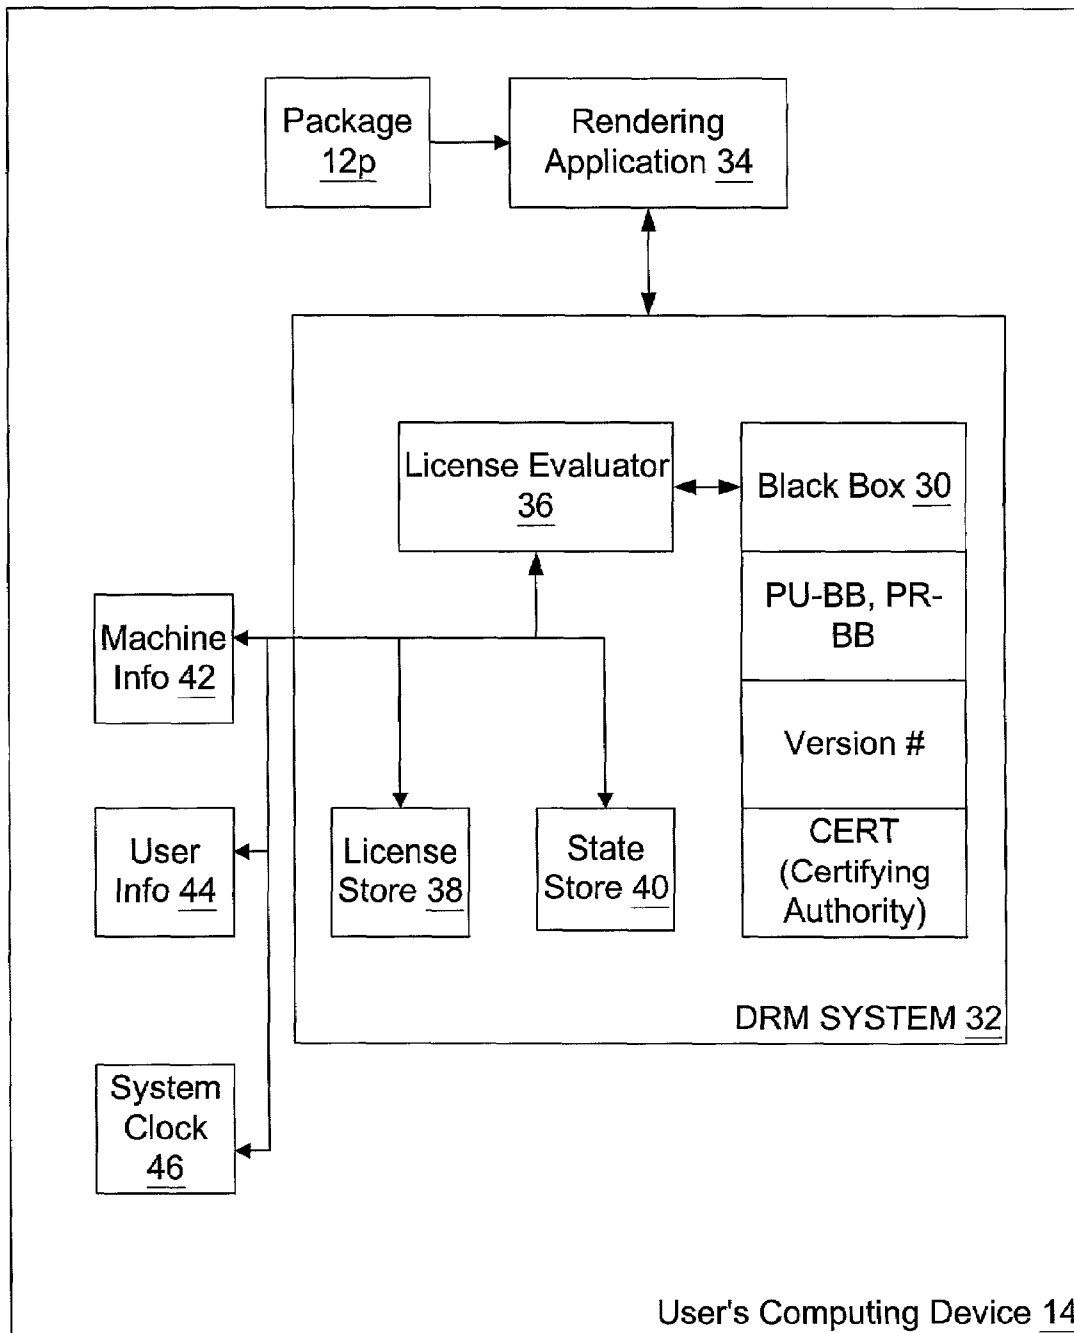 Package
12p
Rendering
Application 34
License Evaluator
36
Black Box 30
PU-BB, PR-
BB
Version #
CERT
(Certifying
Authority)
Machine
Info 42
User
Info 44
License
Store 38
State
Store 40
DRM SYSTEM 32
System
Clock
46
User's Computing Device 14